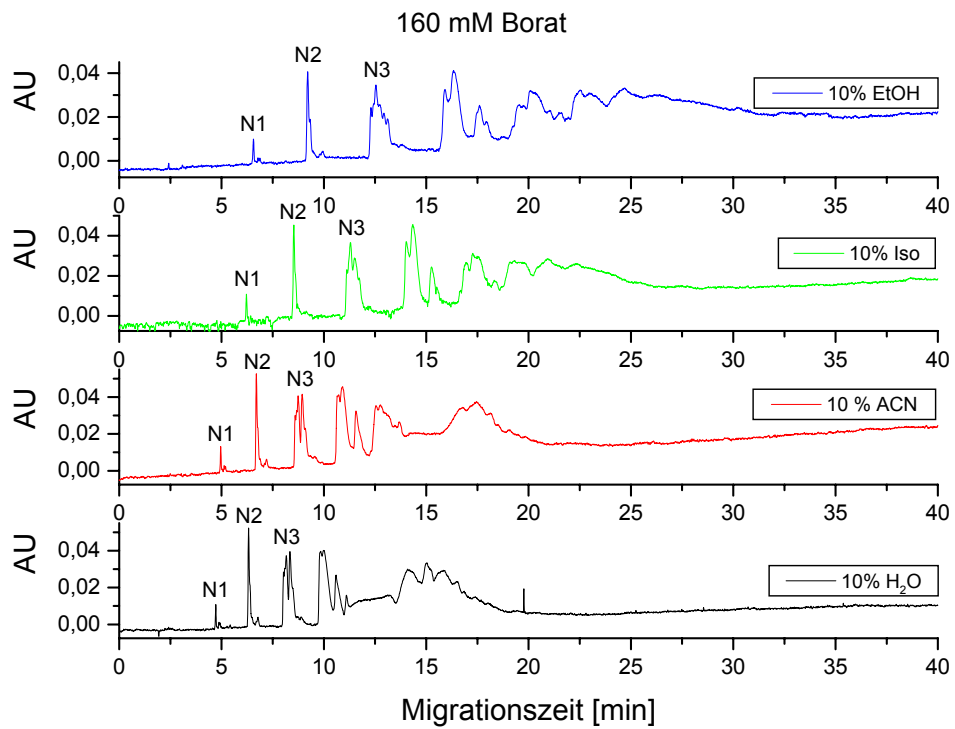 160 mM Borat
AU
0,04
0,02
0,00
N1
N2
N3
10% EtOH
0 5 10 15 20 25 30 35 40
AU
0,04
0,02
0,00
N1
N2
N3
10% Iso
0 5 10 15 20 25 30 35 40
AU
0,04
0,02
0,00
N1
N2
N3
10 % ACN
0 5 10 15 20 25 30 35 40
AU
0,04
0,02
0,00
N1
N2
N3
10% H₂O
0 5 10 15 20 25 30 35 40
Migrationszeit [min]